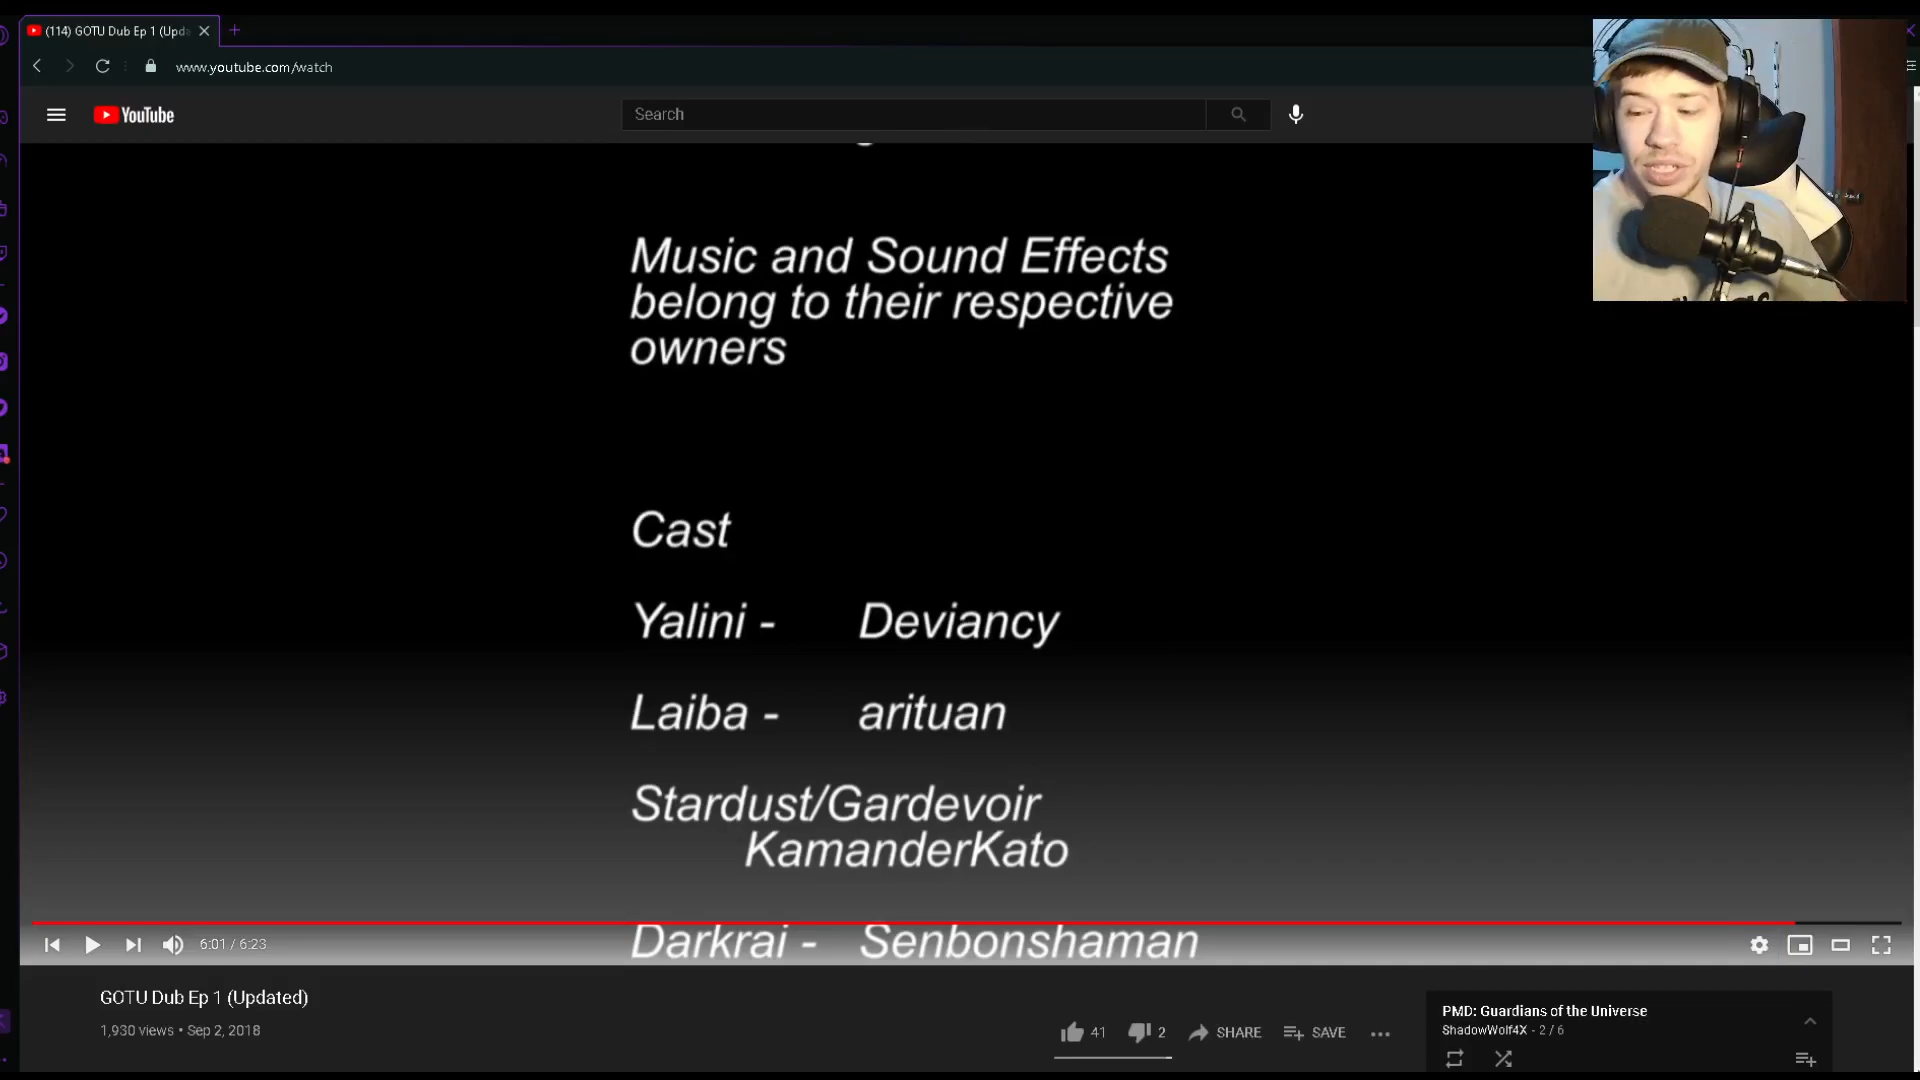 (114) GOTU Dub Ep 1 (Upda
www.youtube.com/watch
YouTube
Search
Music and Sound Effects
belong to their respective
owners
Cast
Yalini - Deviancy
Laiba - arituan
Stardust/Gardevoir
KamanderKato
Darkrai - Senbonshaman
6:01 / 6:23
GOTU Dub Ep 1 (Updated)
1,930 views • Sep 2, 2018
41
2
SHARE
SAVE
PMD: Guardians of the Universe
ShadowWolf4X - 2 / 6